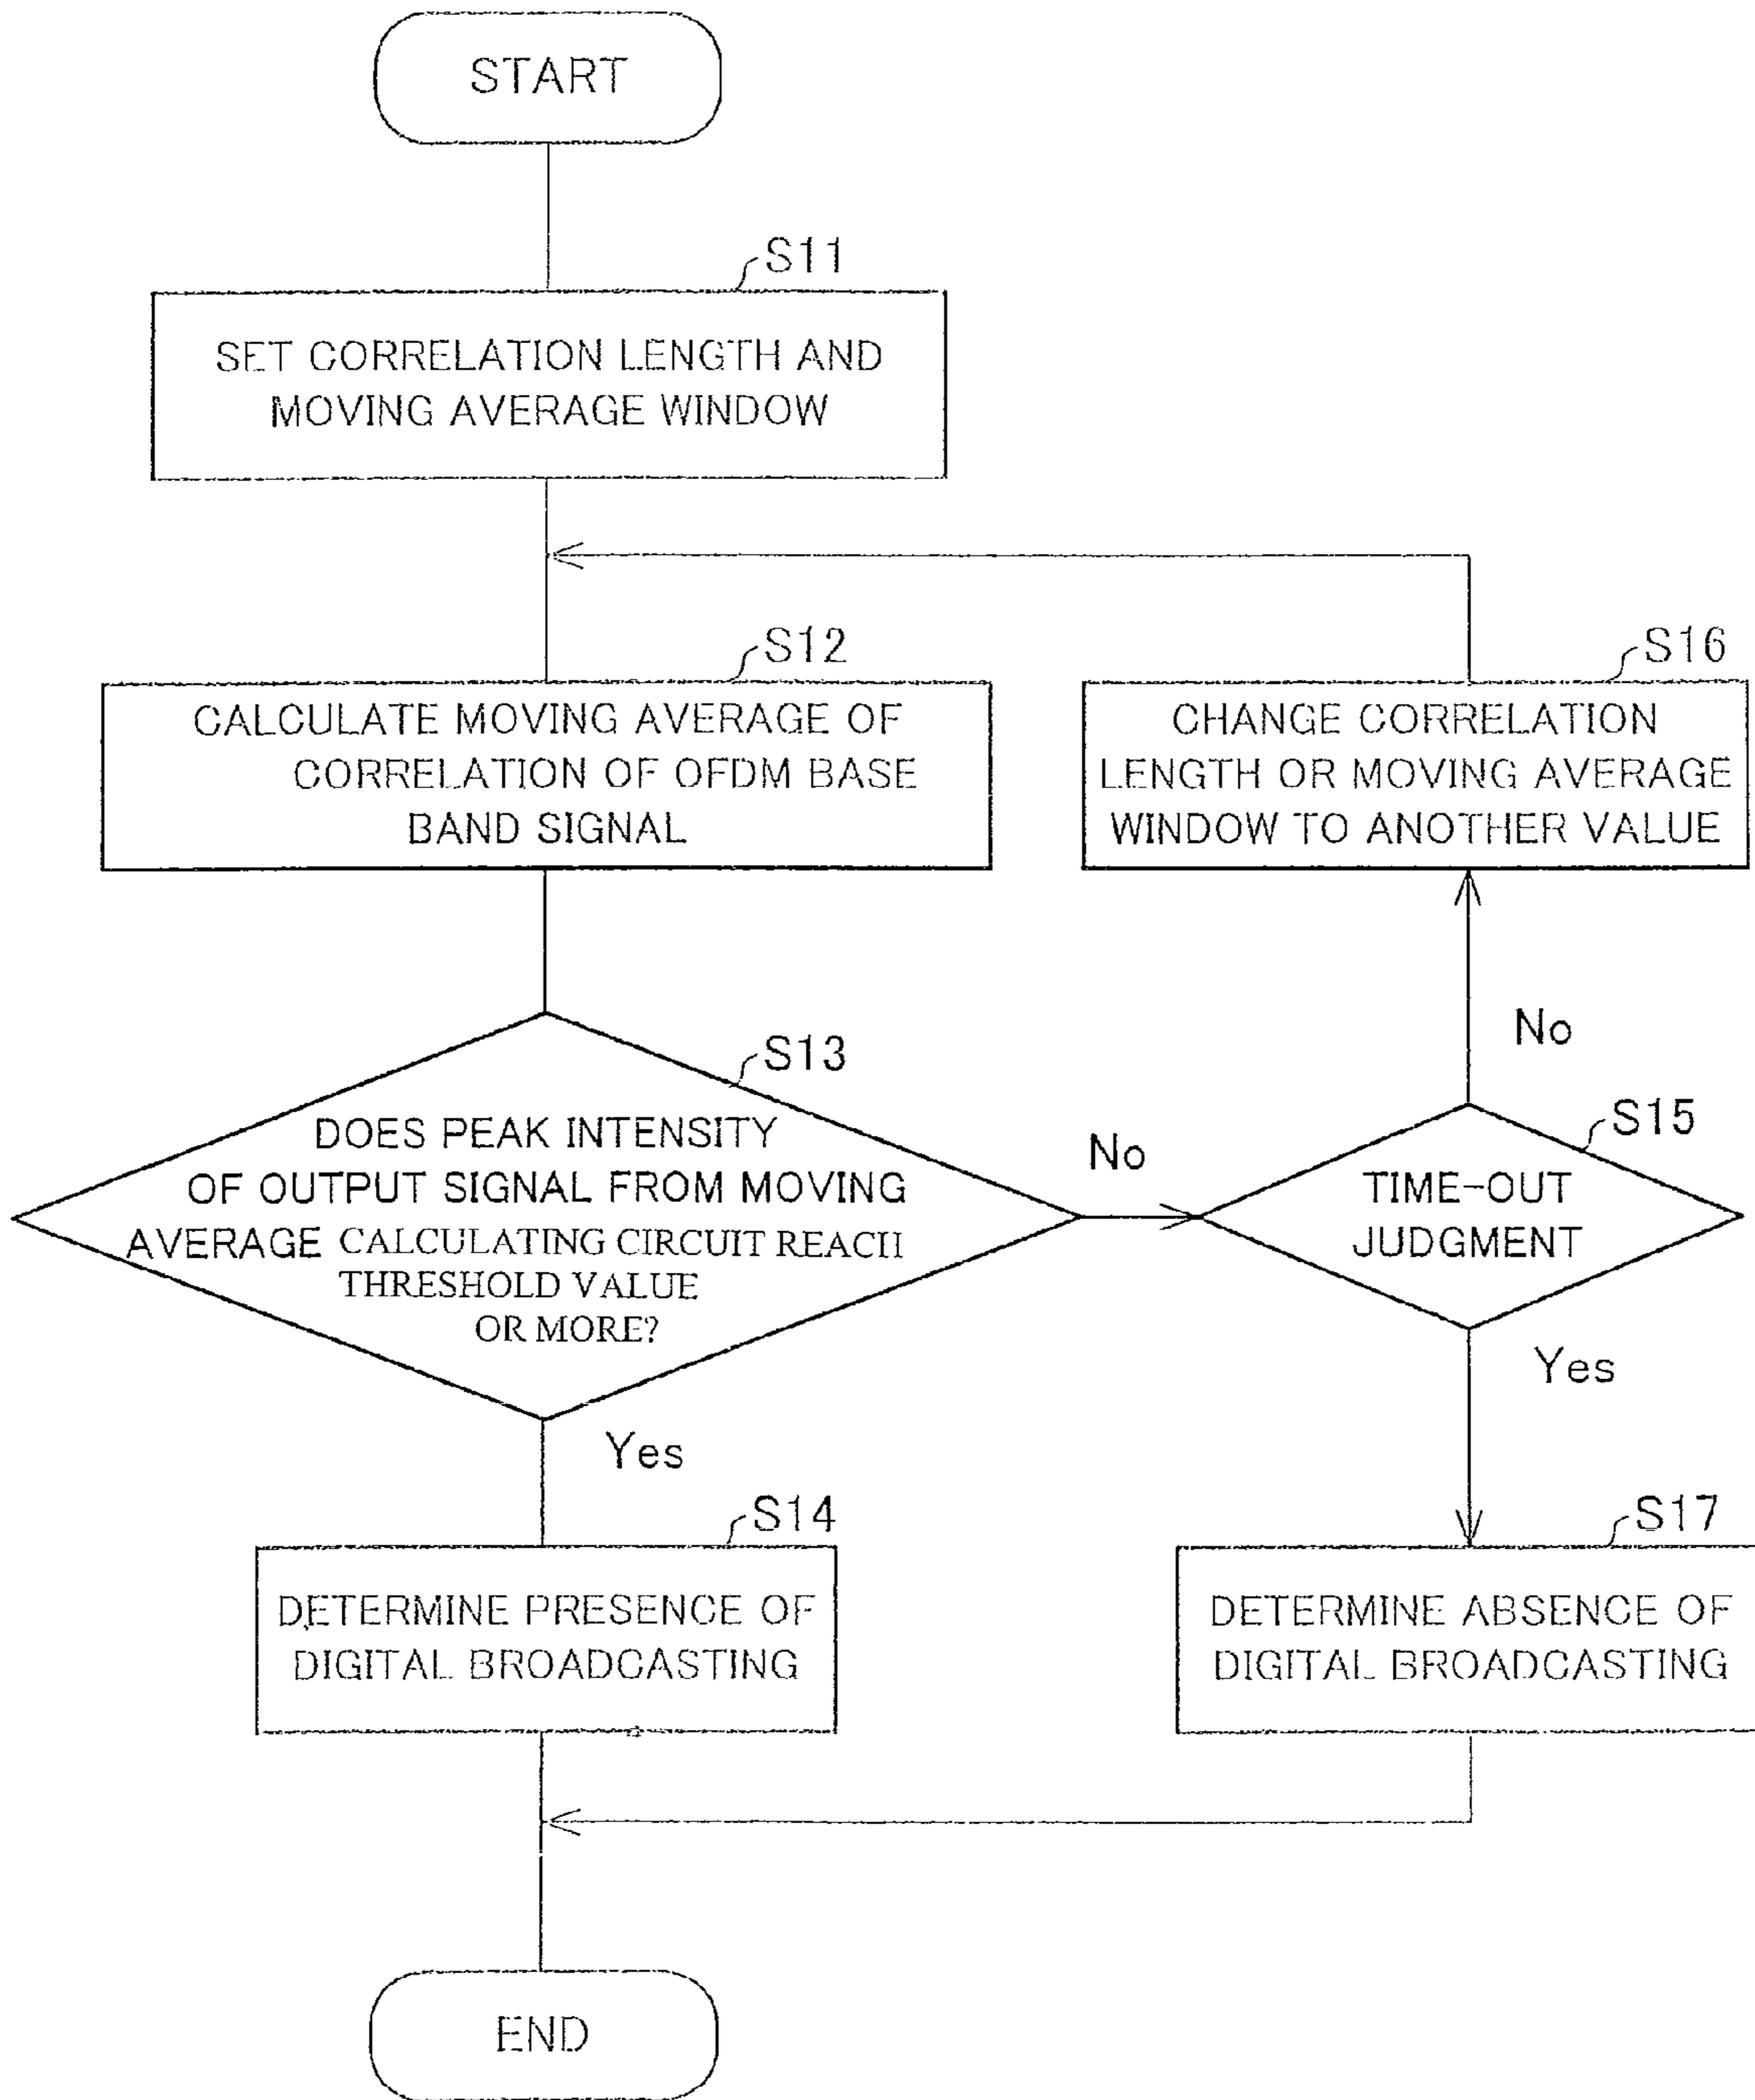 START
S11
SET CORRELATION LENGTH AND
MOVING AVERAGE WINDOW
S12
CALCULATE MOVING AVERAGE OF
CORRELATION OF OFDM BASE
BAND SIGNAL
S16
CHANGE CORRELATION
LENGTH OR MOVING AVERAGE
WINDOW TO ANOTHER VALUE
No
S13
DOES PEAK INTENSITY
OF OUTPUT SIGNAL FROM MOVING
AVERAGE CALCULATING CIRCUIT REACH
THRESHOLD VALUE
OR MORE?
No
S15
TIME-OUT
JUDGMENT
Yes
Yes
S14
DETERMINE PRESENCE OF
DIGITAL BROADCASTING
S17
DETERMINE ABSENCE OF
DIGITAL BROADCASTING
END